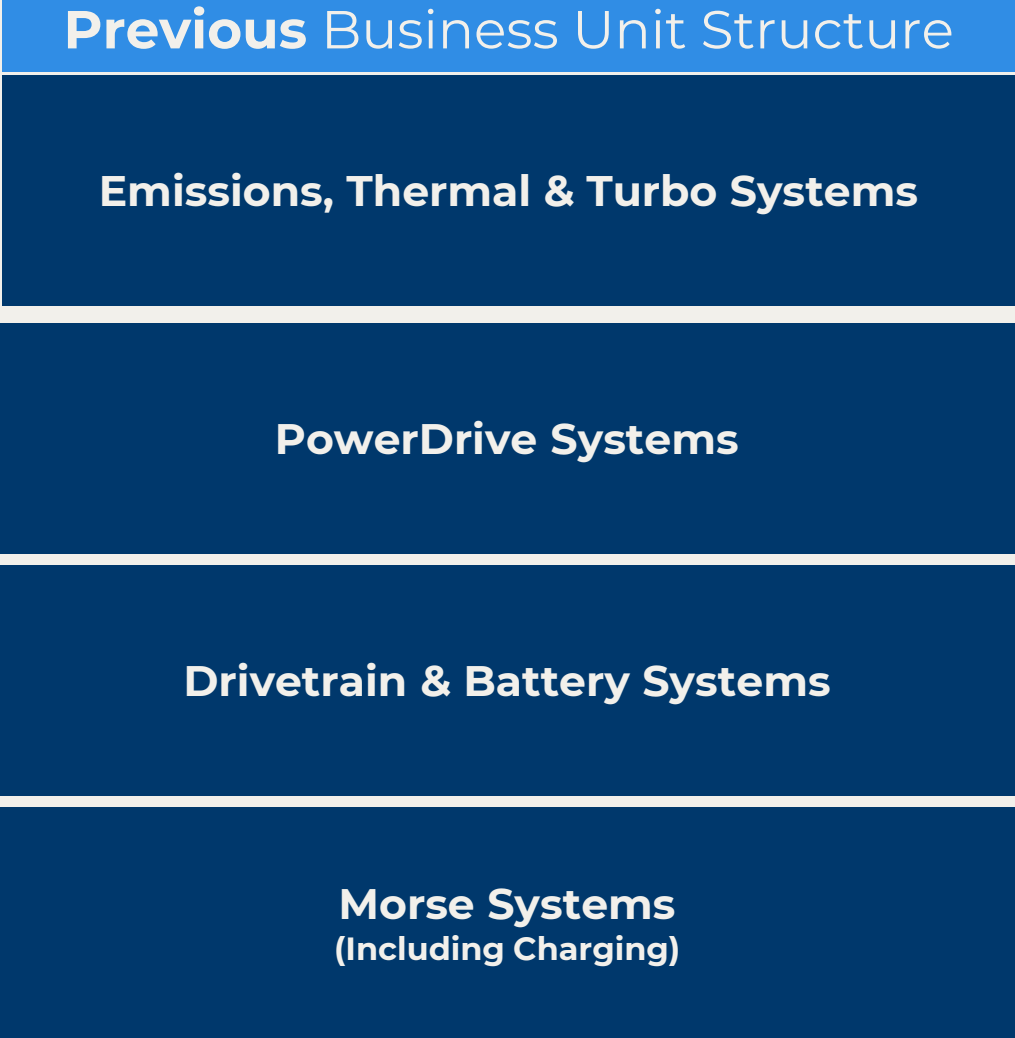 Previous Business Unit Structure
Emissions, Thermal & Turbo Systems
PowerDrive Systems
Drivetrain & Battery Systems
Morse Systems
(Including Charging)